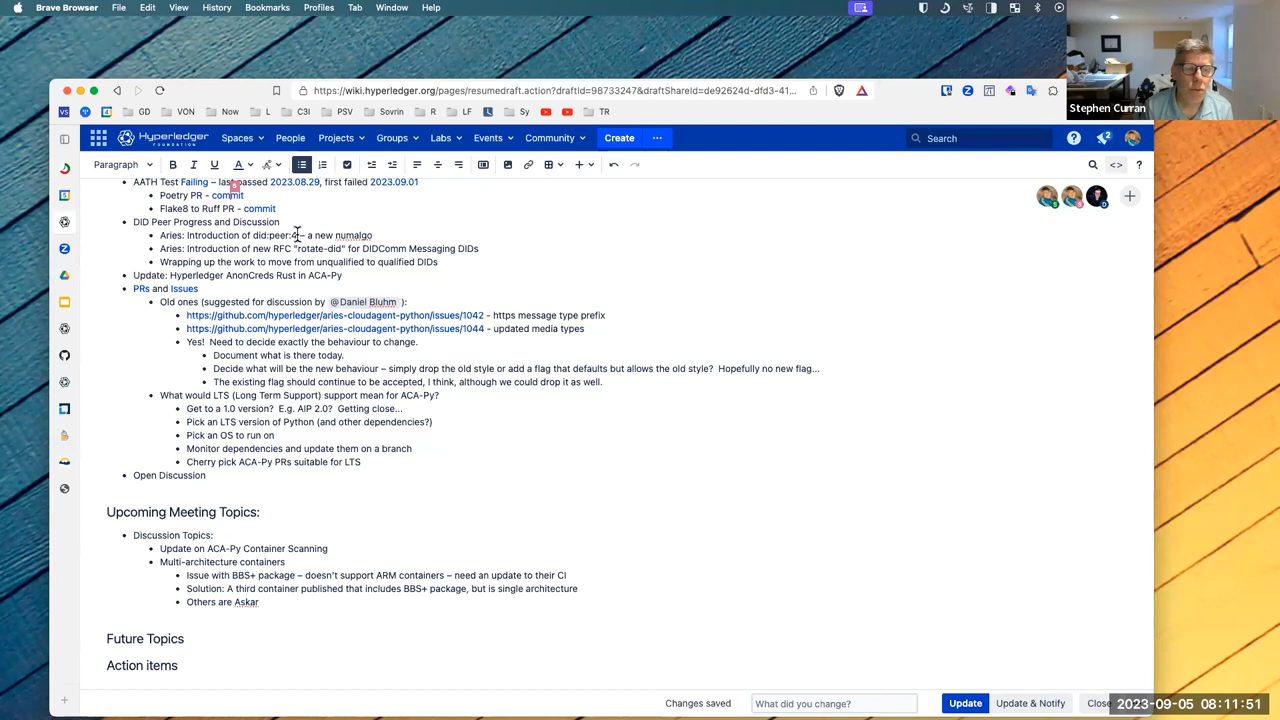 Brave Browser File Edit View History Bookmarks Profiles Tab Window Help
https://wiki.hyperledger.org/pages/resumedraft.action?draftId=98733247&draftShareId=de92624d-dfd3-41...
GD VON Now L C3I PSV Sovrin R LF Sy TR
Stephen Curran
HYPERLEDGER FOUNDATION Spaces People Projects Groups Labs Events Community Create ... Search 2
Paragraph B I U A
AATH Test Failing – last passed 2023.08.29, first failed 2023.09.01
Poetry PR - commit
Flake8 to Ruff PR - commit
DID Peer Progress and Discussion
Aries: Introduction of did:peer:4 – a new numalgo
Aries: Introduction of new RFC "rotate-did" for DIDComm Messaging DIDs
Wrapping up the work to move from unqualified to qualified DIDs
Update: Hyperledger AnonCreds Rust in ACA-Py
PRs and Issues
Old ones (suggested for discussion by @Daniel Bluhm ):
https://github.com/hyperledger/aries-cloudagent-python/issues/1042 - https message type prefix
https://github.com/hyperledger/aries-cloudagent-python/issues/1044 - updated media types
Yes! Need to decide exactly the behaviour to change.
Document what is there today.
Decide what will be the new behaviour – simply drop the old style or add a flag that defaults but allows the old style? Hopefully no new flag...
The existing flag should continue to be accepted, I think, although we could drop it as well.
What would LTS (Long Term Support) support mean for ACA-Py?
Get to a 1.0 version? E.g. AIP 2.0? Getting close...
Pick an LTS version of Python (and other dependencies?)
Pick an OS to run on
Monitor dependencies and update them on a branch
Cherry pick ACA-Py PRs suitable for LTS
Open Discussion
Upcoming Meeting Topics:
Discussion Topics:
Update on ACA-Py Container Scanning
Multi-architecture containers
Issue with BBS+ package – doesn't support ARM containers – need an update to their CI
Solution: A third container published that includes BBS+ package, but is single architecture
Others are Askar
Future Topics
Action items
Changes saved What did you change? Update Update & Notify Close
2023-09-05 08:11:51